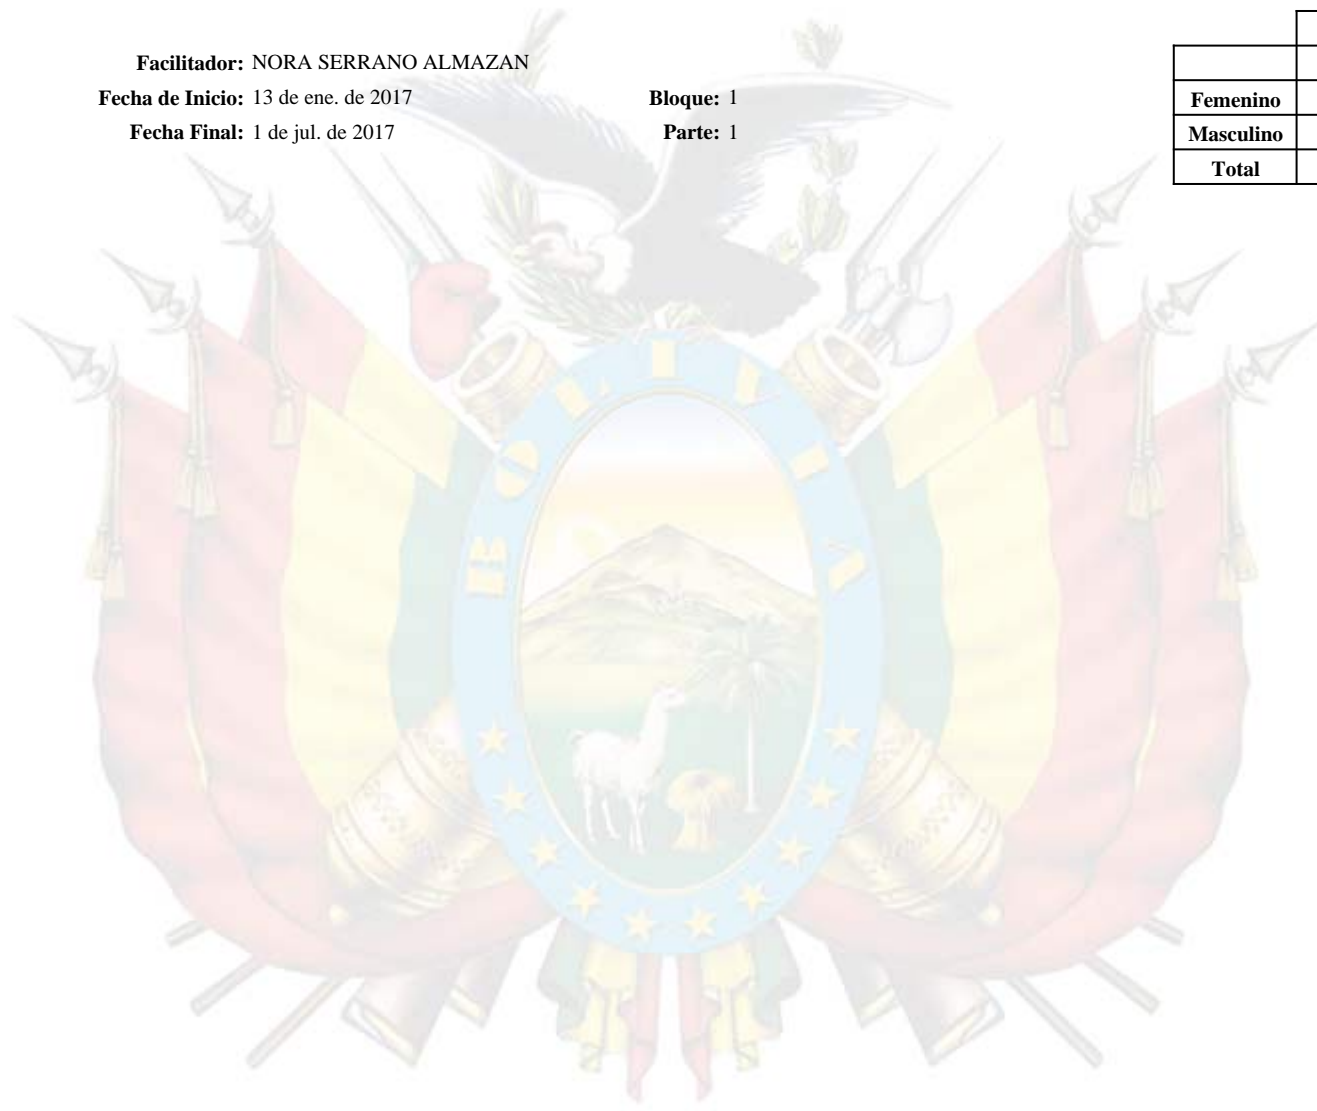 Facilitador: NORA SERRANO ALMAZAN
Fecha de Inicio: 13 de ene. de 2017 Bloque: 1
Fecha Final: 1 de jul. de 2017 Parte: 1
Femenino
Masculino
Total
BOLIVIA